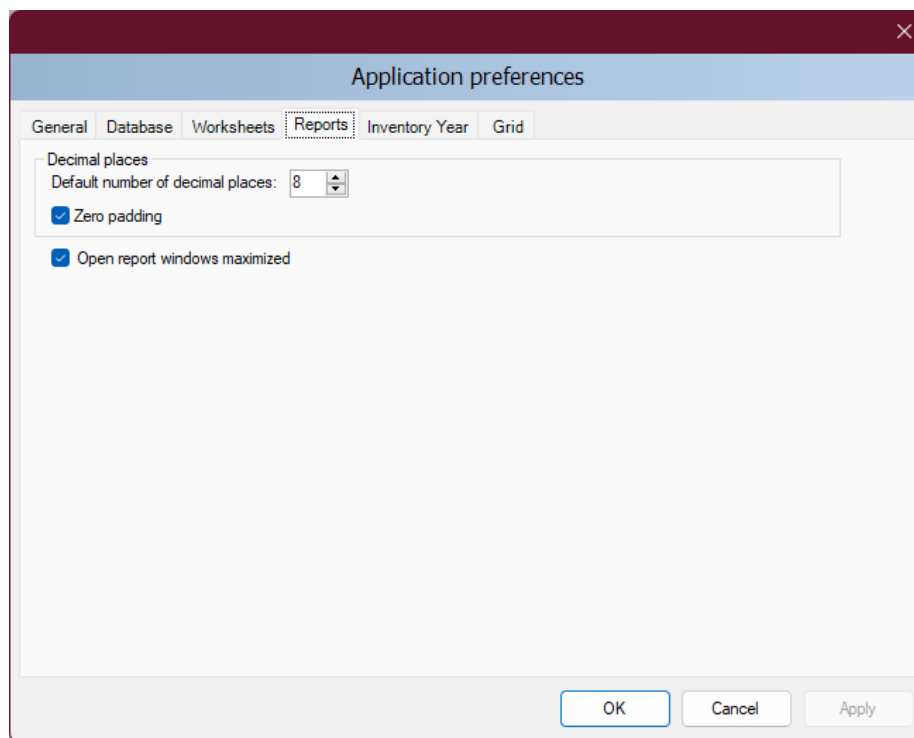 Application preferences
General Database Worksheets Reports Inventory Year Grid
Decimal places
Default number of decimal places: 8
Zero padding
Open report windows maximized
OK Cancel Apply